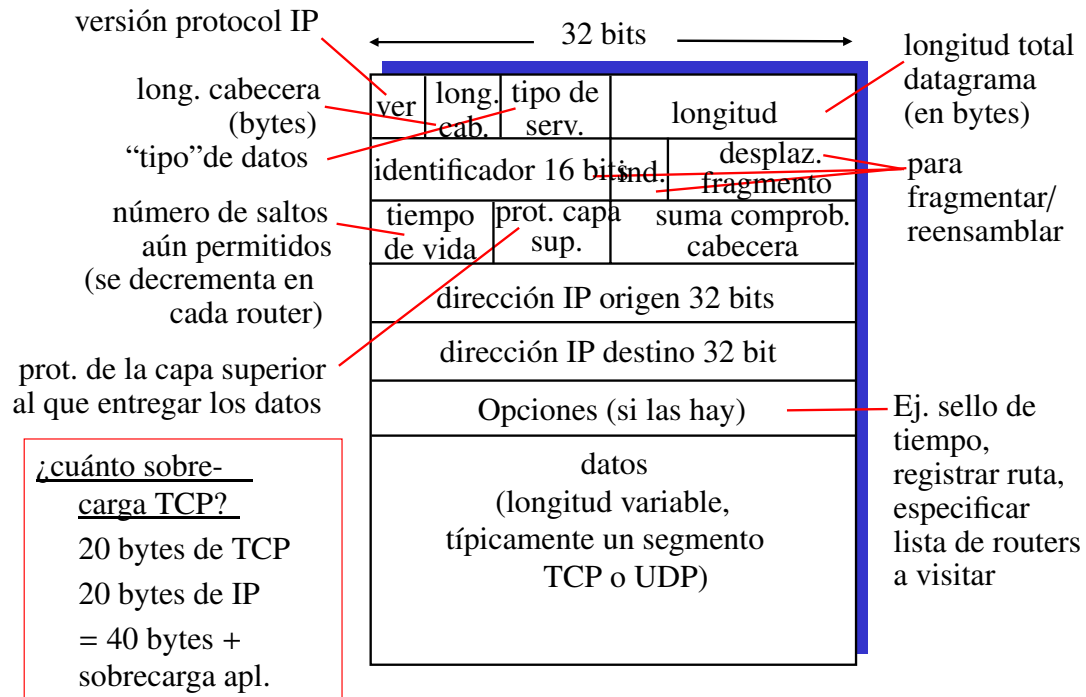 versión protocol IP
32 bits
longitud total
datagrama
(en bytes)
long. cabecera
(bytes)
“tipo”de datos
ver
long.
cab.
tipo de
serv.
longitud
identificador 16 bits
ind.
desplaz.
fragmento
para
fragmentar/
reensamblar
número de saltos
aún permitidos
(se decrementa en
cada router)
tiempo
de vida
prot. capa
sup.
suma comprob.
cabecera
dirección IP origen 32 bits
dirección IP destino 32 bit
prot. de la capa superior
al que entregar los datos
Opciones (si las hay)
Ej. sello de
tiempo,
registrar ruta,
especificar
lista de routers
a visitar
datos
(longitud variable,
típicamente un segmento
TCP o UDP)
¿cuánto sobre-
carga TCP?
20 bytes de TCP
20 bytes de IP
= 40 bytes +
sobrecarga apl.